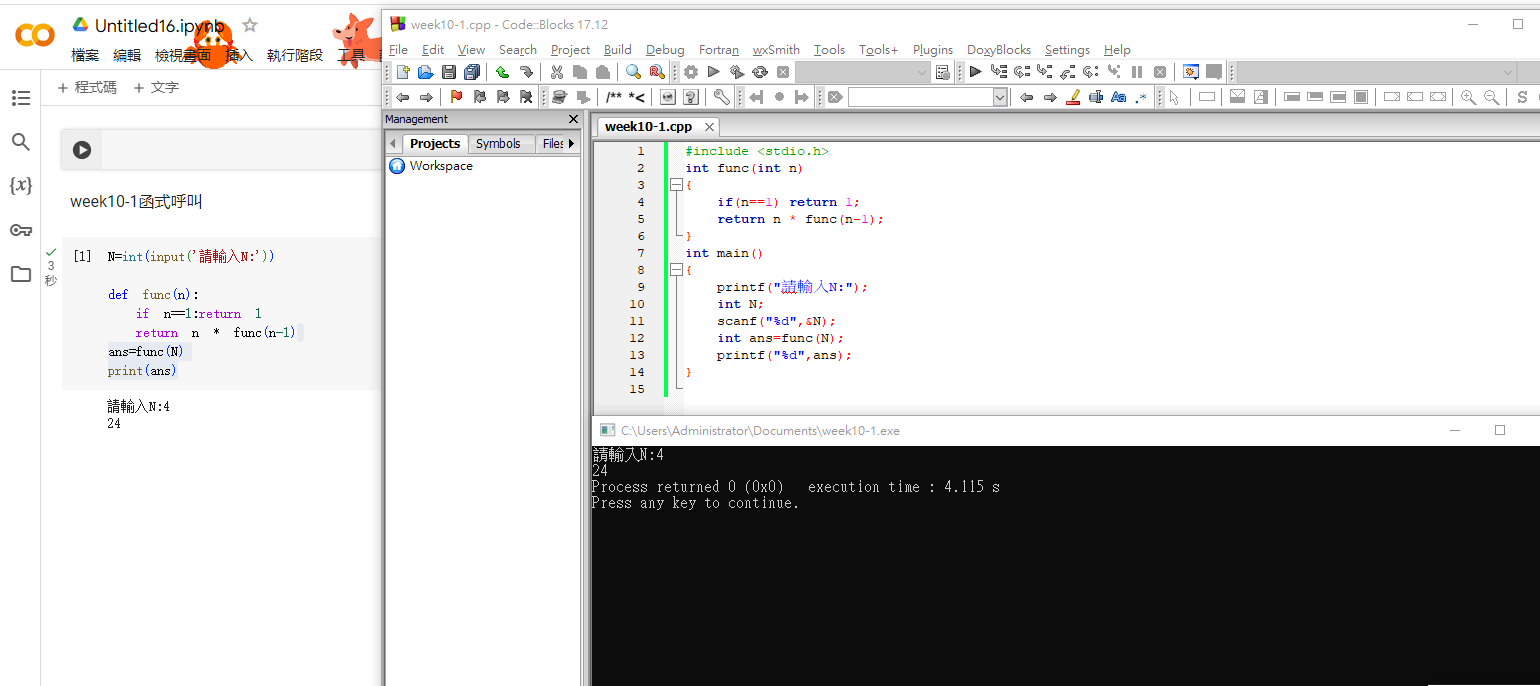 Untitled16.ipynb
檔案 編輯 檢視畫面 插入 執行階段 工具
+ 程式碼 + 文字
{x}
week10-1函式呼叫
3
秒
[1] N=int(input('請輸入N:'))
def func(n):
if n==1:return 1
return n * func(n-1)
ans=func(N)
print(ans)
請輸入N:4
24
week10-1.cpp - Code::Blocks 17.12
File Edit View Search Project Build Debug Fortran wxSmith Tools Tools+ Plugins DoxyBlocks Settings Help
/** *<
Aa .*
S
Management
Projects Symbols Files
Workspace
week10-1.cpp
1 #include <stdio.h>
2 int func(int n)
3 {
4 if(n==1) return 1;
5 return n * func(n-1);
6 }
7 int main()
8 {
9 printf("請輸入N:");
10 int N;
11 scanf("%d",&N);
12 int ans=func(N);
13 printf("%d",ans);
14 }
15
C:\Users\Administrator\Documents\week10-1.exe
請輸入N:4
24
Process returned 0 (0x0) execution time : 4.115 s
Press any key to continue.